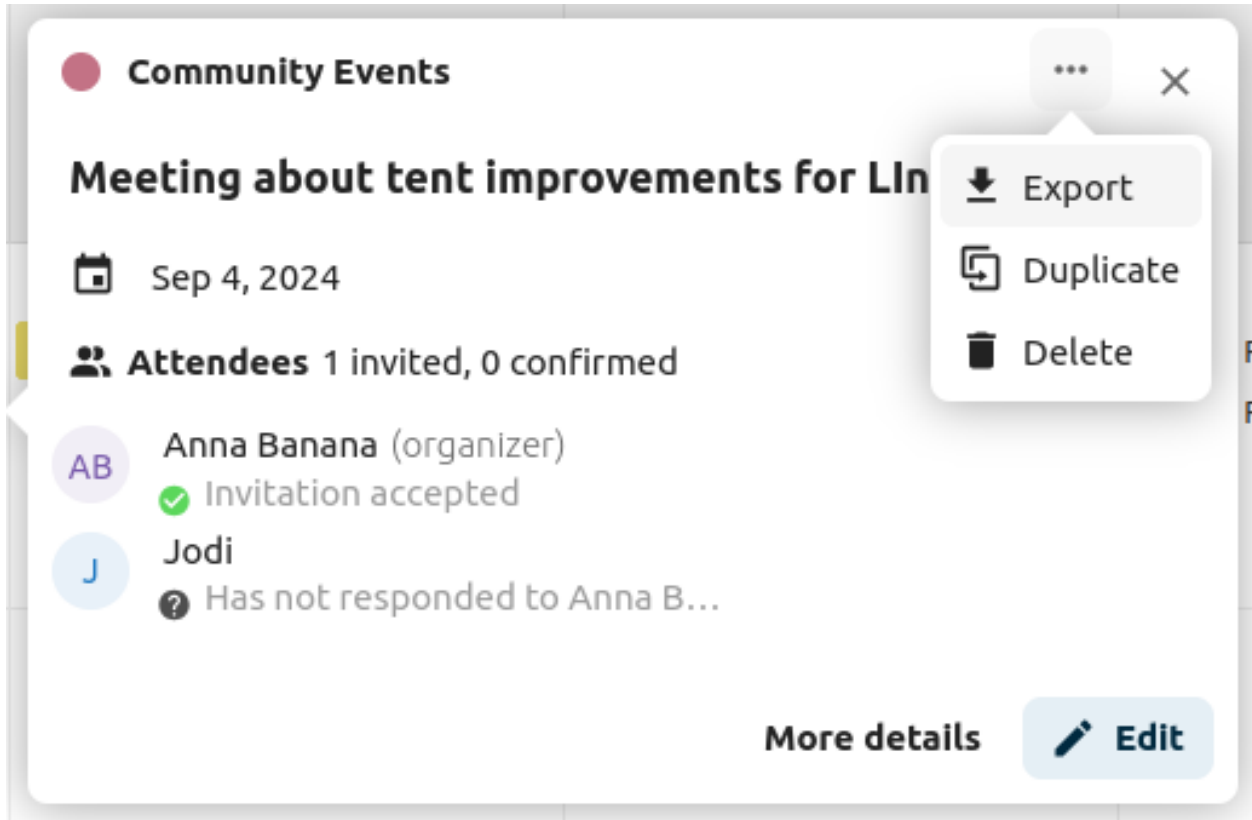 Community Events
Meeting about tent improvements for LIn
Export
Duplicate
Delete
Sep 4, 2024
Attendees 1 invited, 0 confirmed
AB
Anna Banana (organizer)
Invitation accepted
J
Jodi
Has not responded to Anna B...
More details
Edit